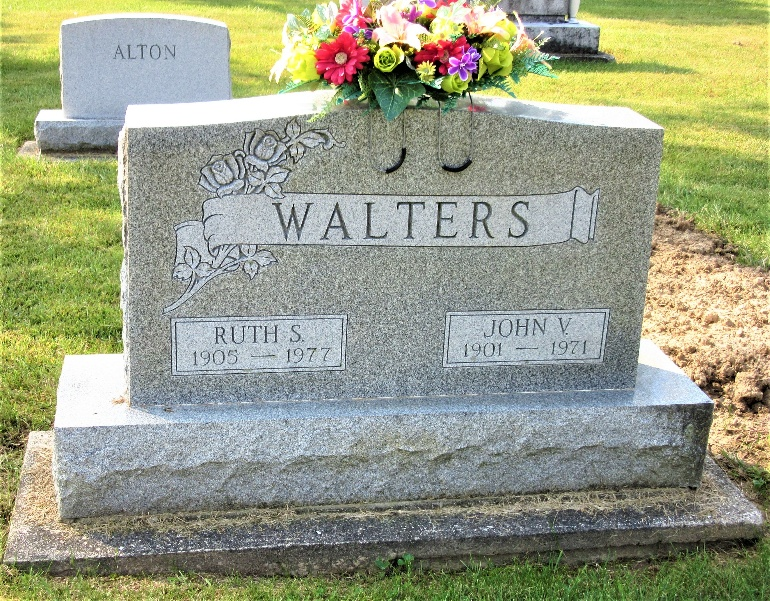 ALTON
WALTERS
RUTH S.
1905 — 1977
JOHN V.
1901 — 1971